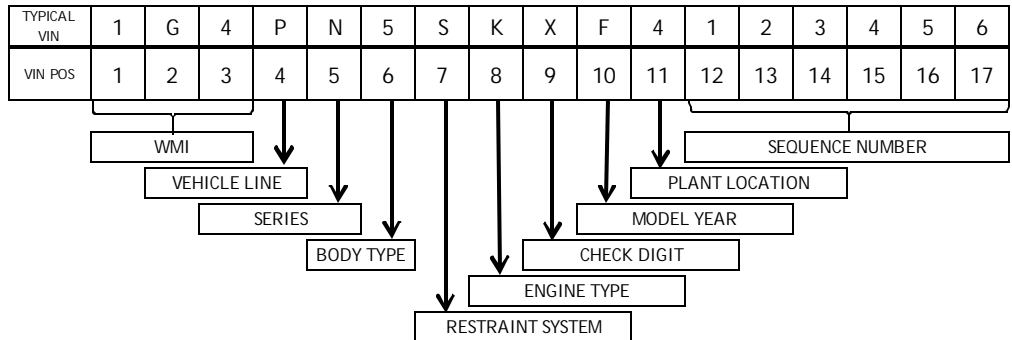 TYPICAL VIN 1 G 4 P N 5 S K X F 4 1 2 3 4 5 6
VIN POS 1 2 3 4 5 6 7 8 9 10 11 12 13 14 15 16 17
WMI SEQUENCE NUMBER
VEHICLE LINE PLANT LOCATION
SERIES MODEL YEAR
BODY TYPE CHECK DIGIT
ENGINE TYPE
RESTRAINT SYSTEM